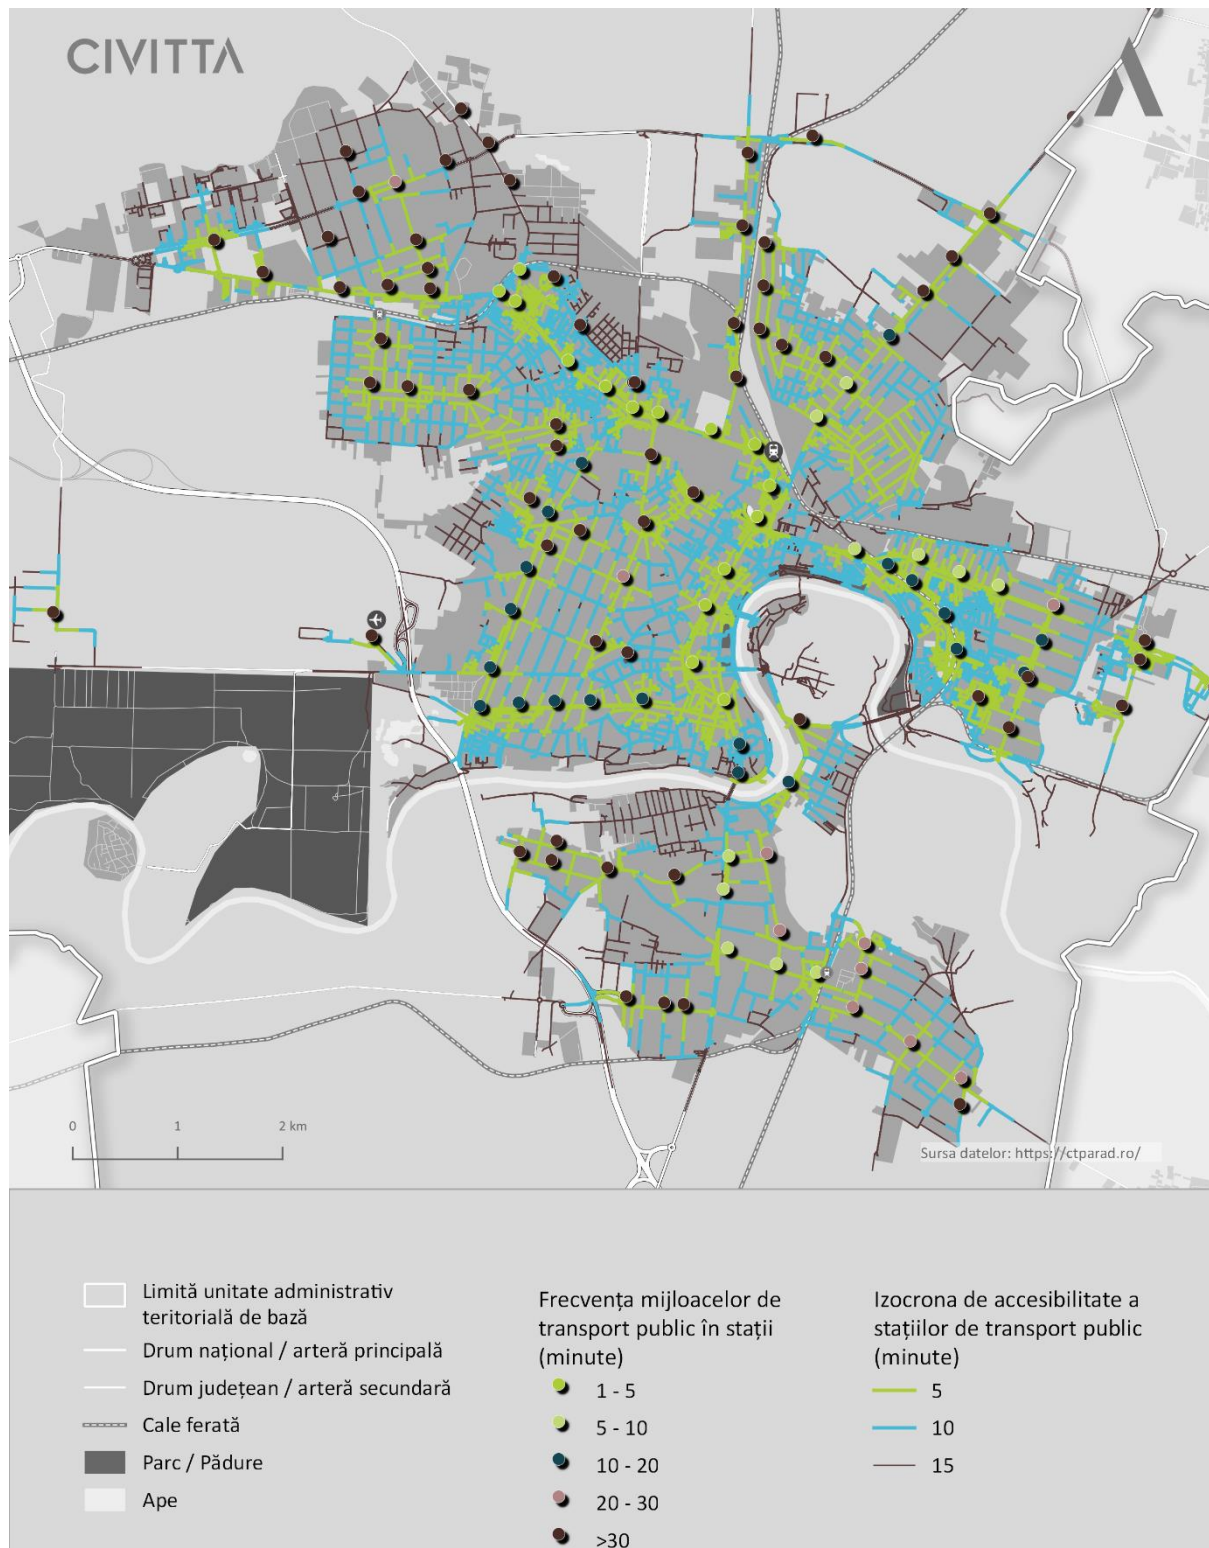 CIVITTA
0 1 2 km
Sursa datelor: https://ctparad.ro/
Limită unitate administrativ
teritorială de bază
Drum național / arteră principală
Drum județean / arteră secundară
Cale ferată
Parc / Pădure
Ape
Frecvența mijloacelor de
transport public în stații
(minute)
1 - 5
5 - 10
10 - 20
20 - 30
>30
Izocrona de accesibilitate a
stațiilor de transport public
(minute)
5
10
15